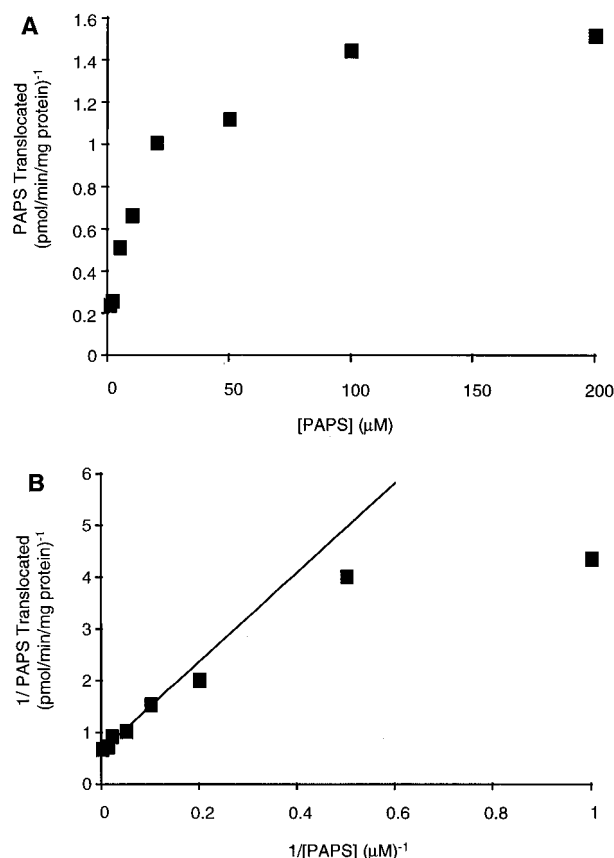 A
PAPS Translocated
(pmol/min/mg protein)⁻¹
1.6
1.4
1.2
1
0.8
0.6
0.4
0.2
0
0 50 100 150 200
[PAPS] (μM)
B
1/ PAPS Translocated
(pmol/min/mg protein)⁻¹
6
5
4
3
2
1
0
0 0.2 0.4 0.6 0.8 1
1/[PAPS] (μM)⁻¹